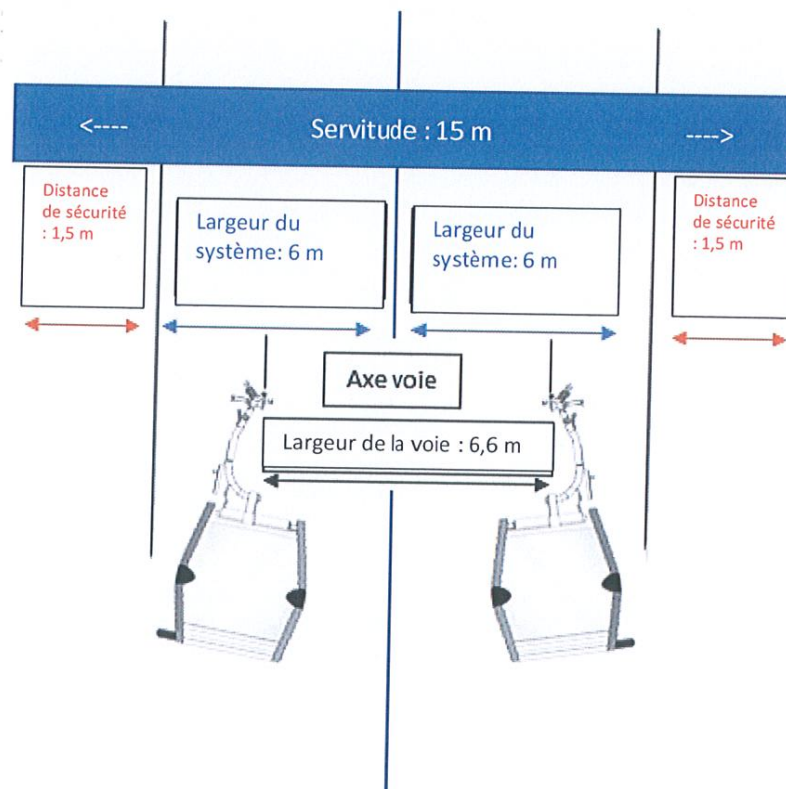 <---- Servitude : 15 m ---->
Distance
de sécurité
: 1,5 m
Largeur du
système: 6 m
Largeur du
système: 6 m
Distance
de sécurité
: 1,5 m
Axe voie
Largeur de la voie : 6,6 m